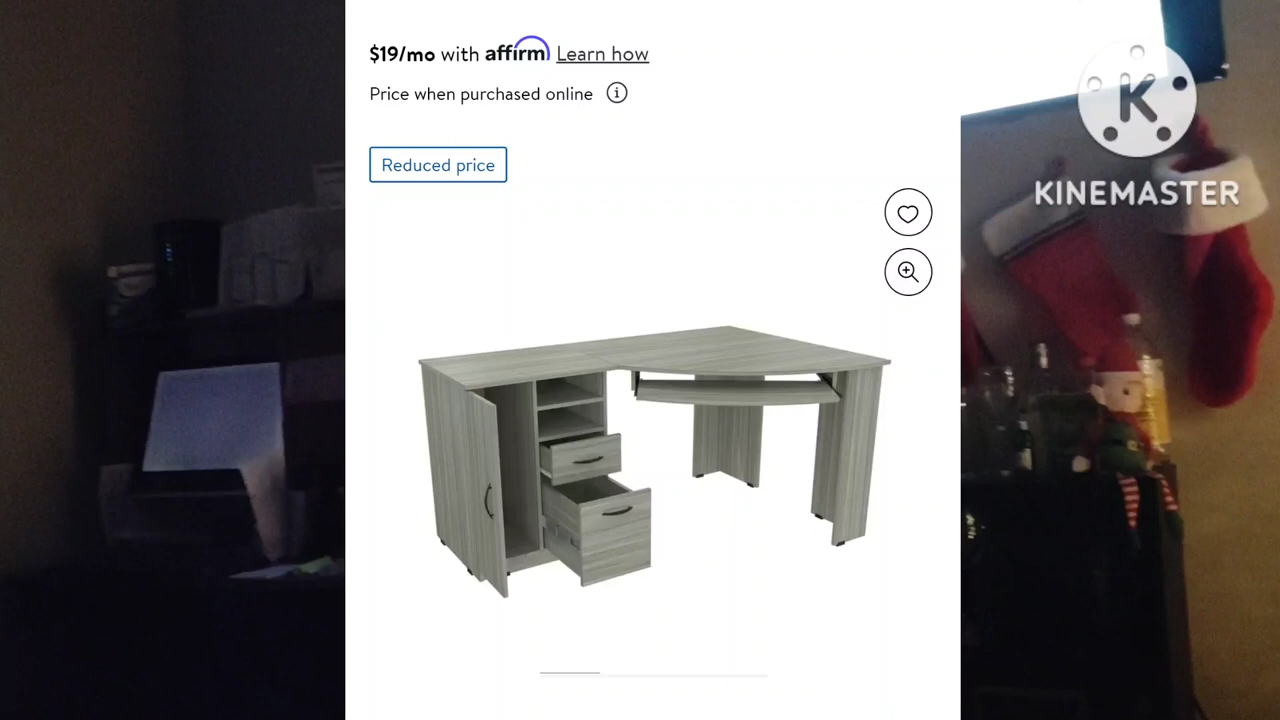 $19/mo with affirm Learn how
Price when purchased online
Reduced price
K
KINEMASTER